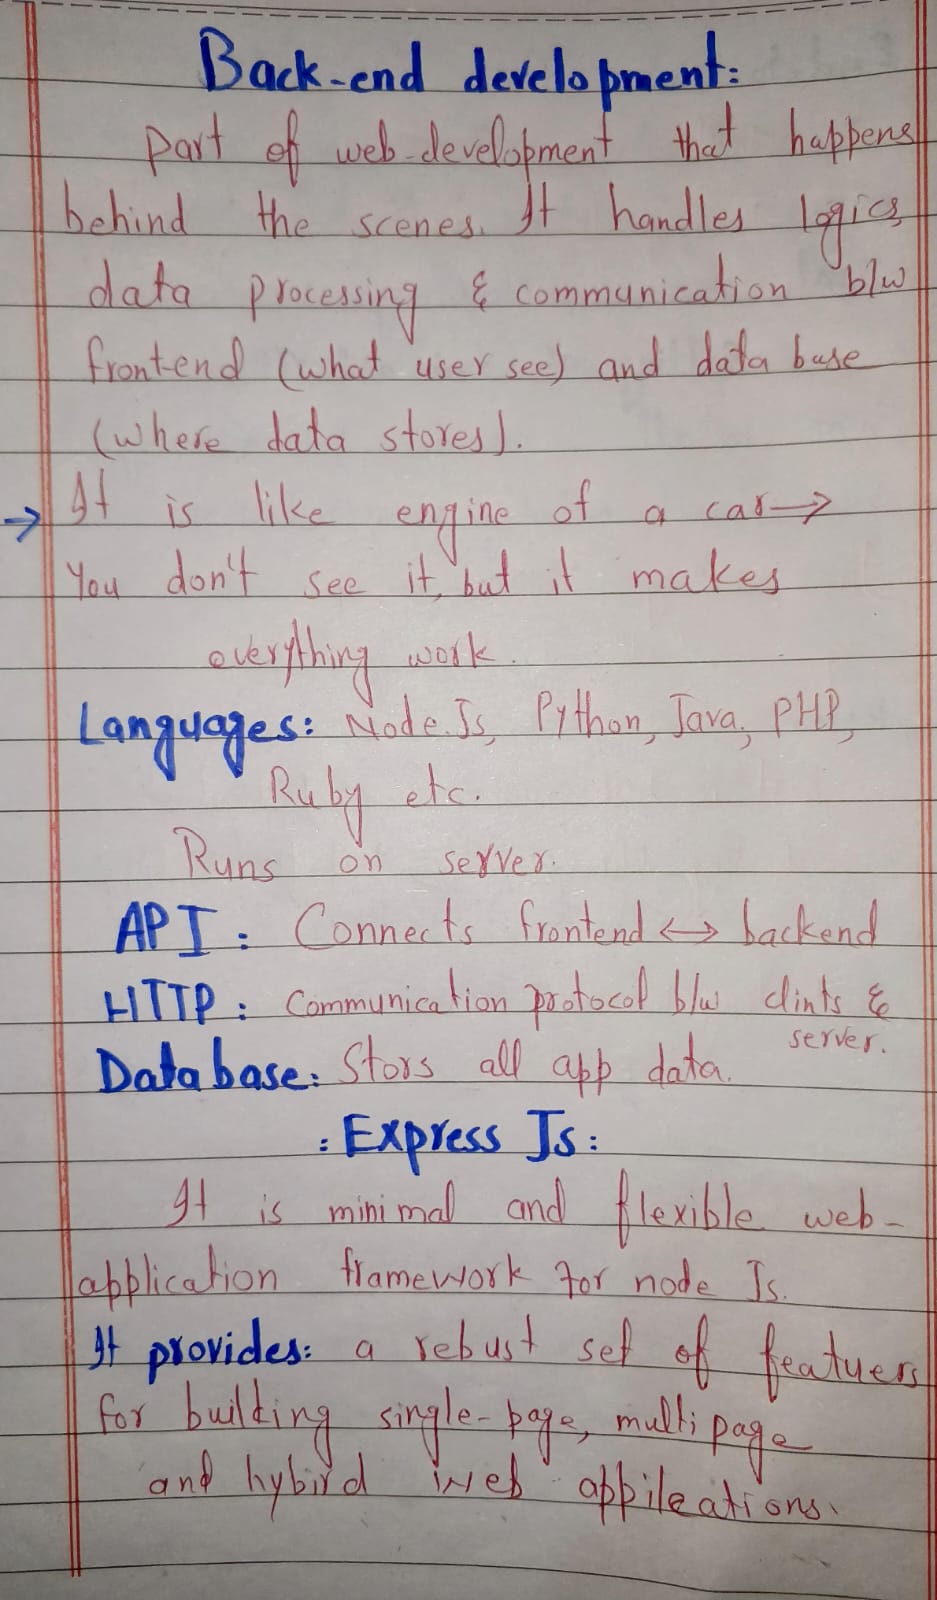 Back-end development:
Part of web-development that happens
behind the scenes. It handles logics
data processing & communication b/w
frontend (what user see) and data base
(where data stores).
→ It is like engine of a car →
You don't see it, but it makes
everything work.
Languages: Node.Js, Python, Java, PHP,
Ruby etc.
Runs on server.
API: Connects frontend ↔ backend
HTTP: Communication protocol b/w clints &
server.
Database: Stors all app data.
: Express Js:
It is minimal and flexible web-
application framework for node Js.
It provides: a rebust set of featuers
for building single-page, multi page
and hybird web appileations.